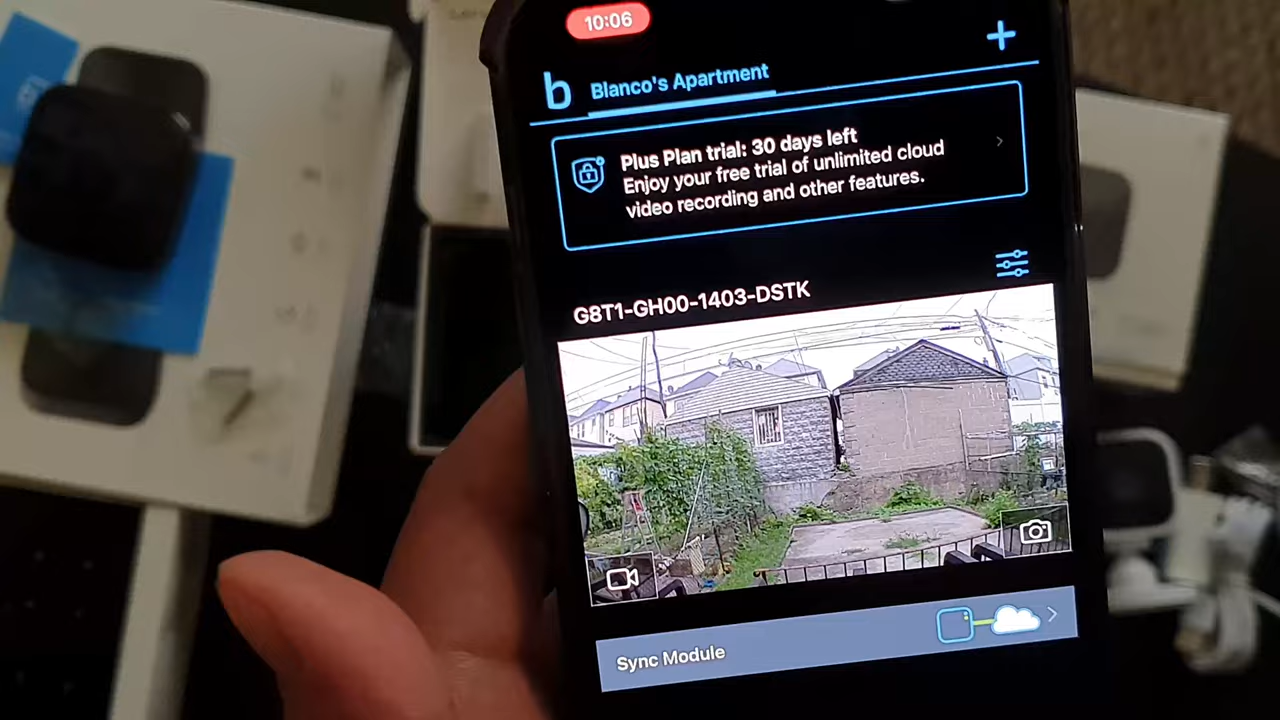 10:06
b
Blanco's Apartment
Plus Plan trial: 30 days left
Enjoy your free trial of unlimited cloud
video recording and other features.
G8T1-GH00-1403-DSTK
Sync Module